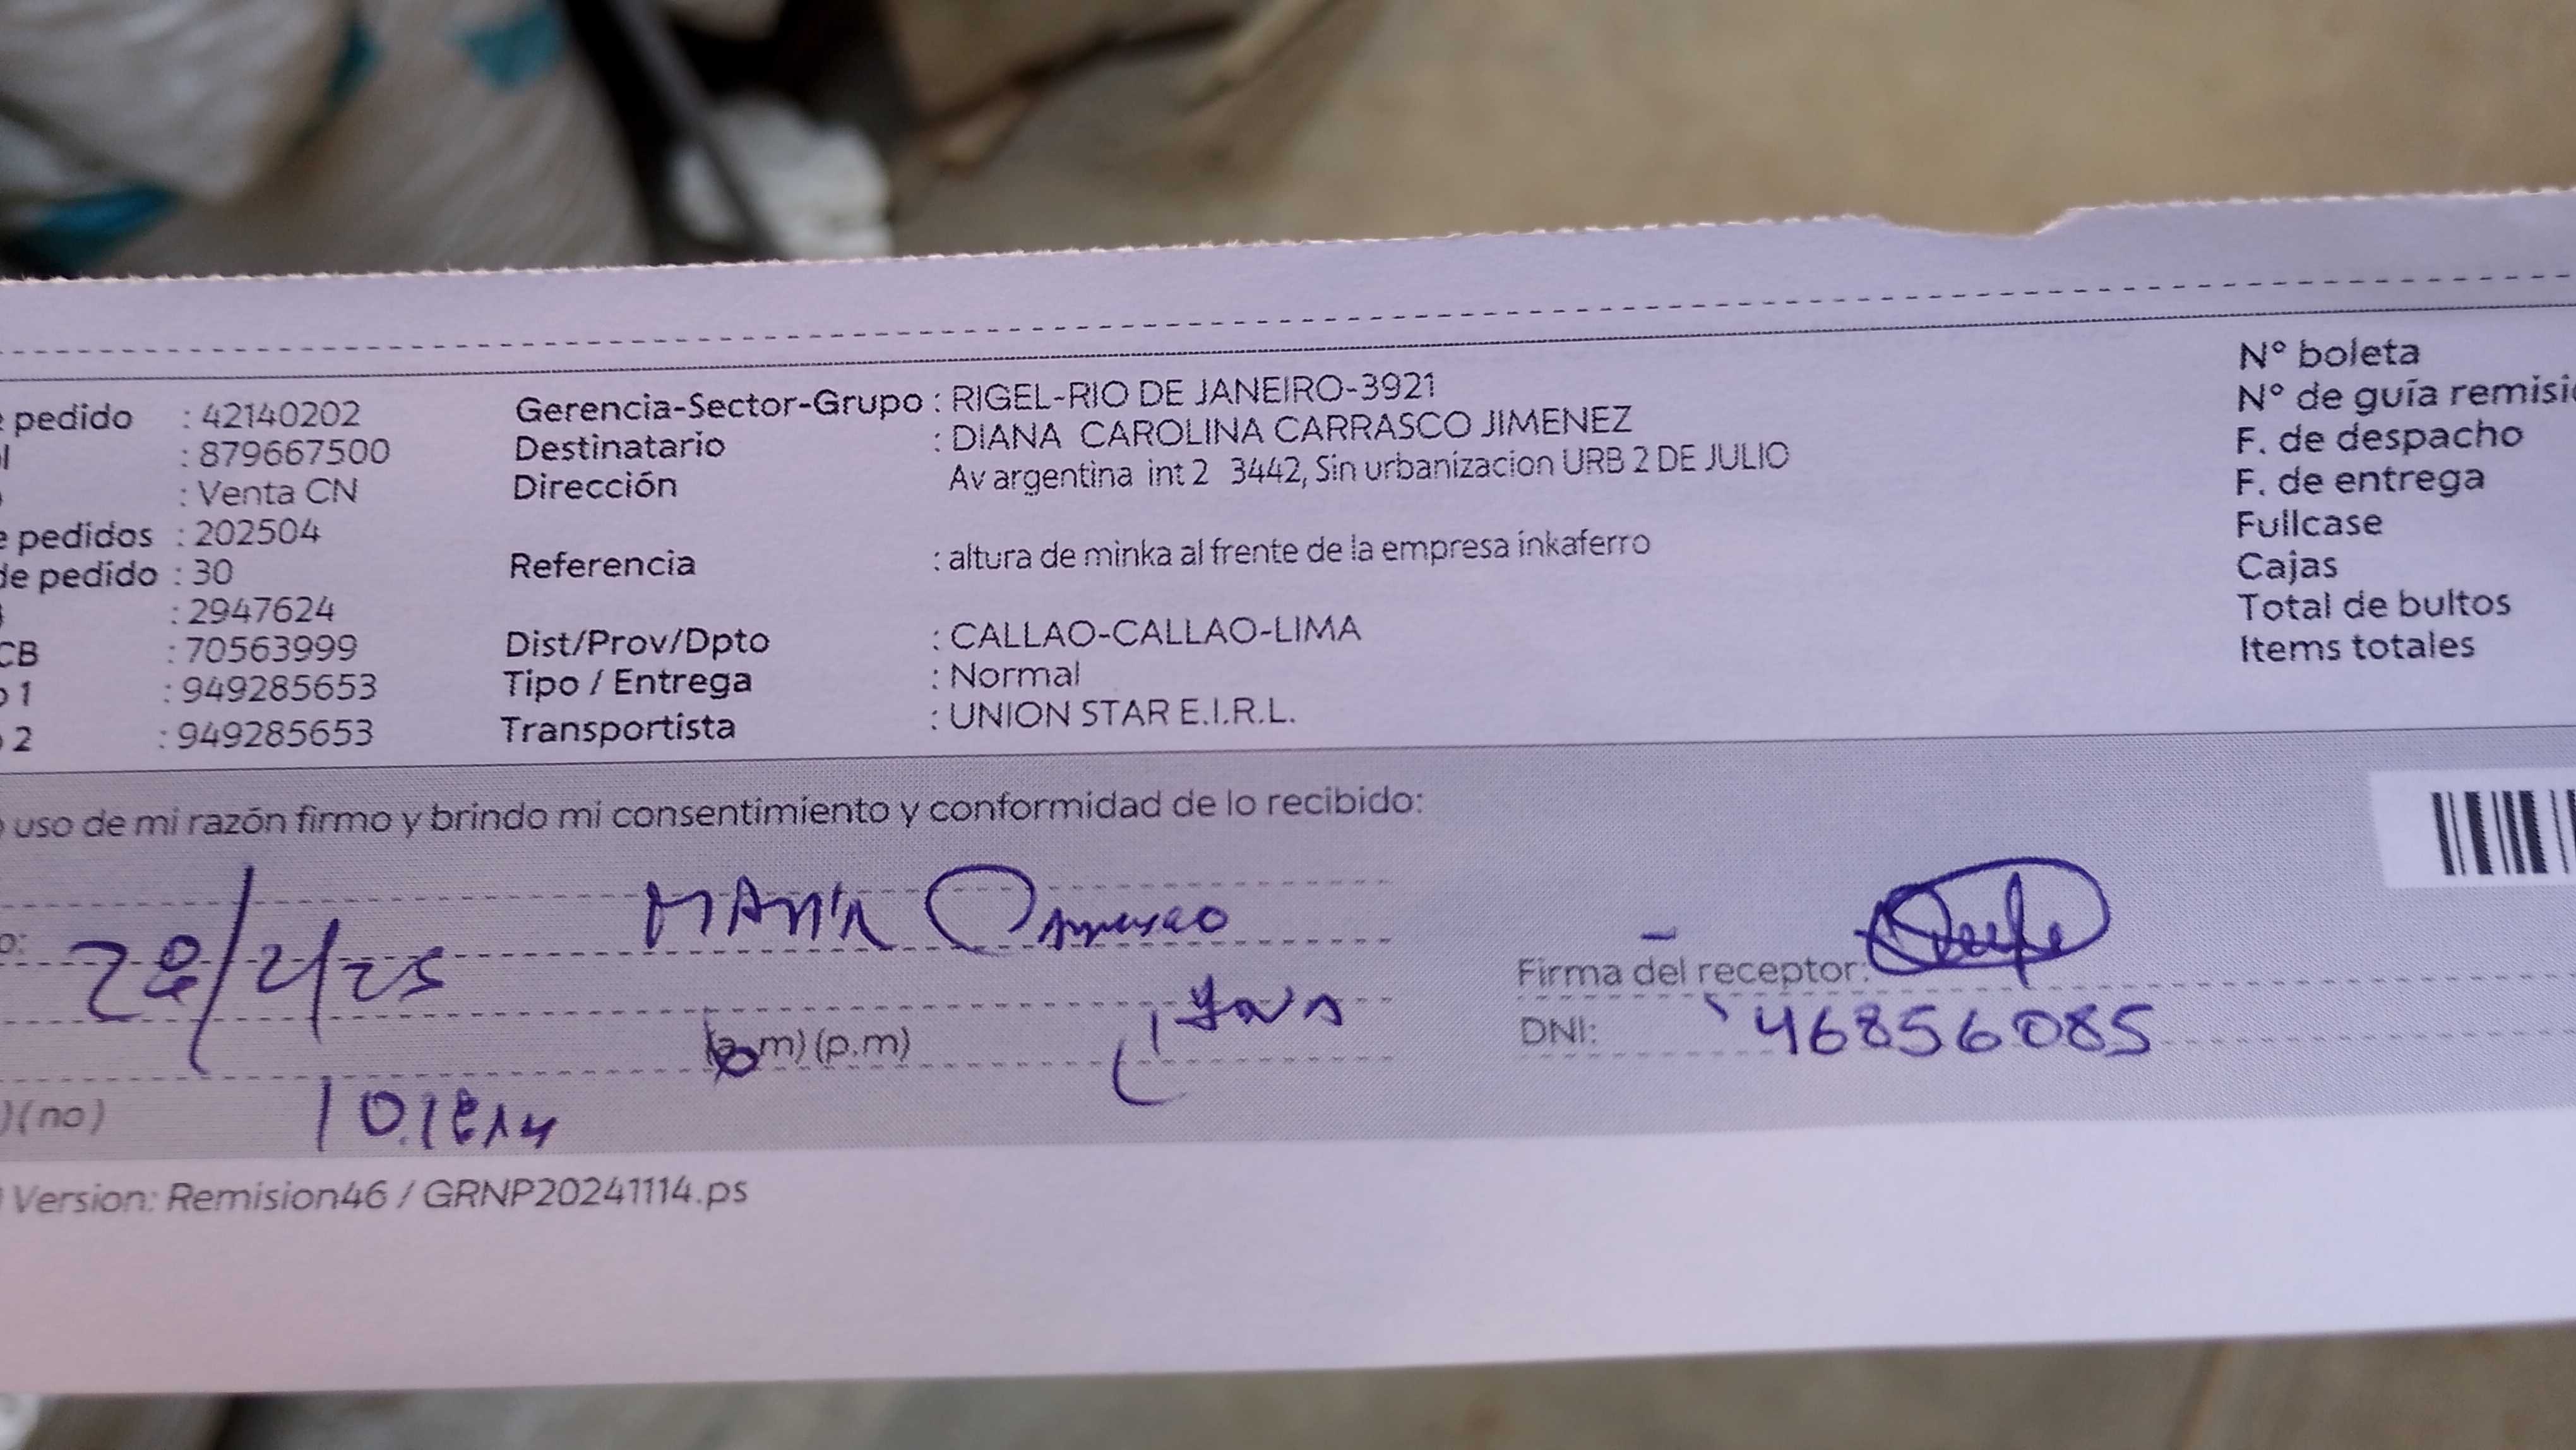 pedido : 42140202 Gerencia-Sector-Grupo : RIGEL-RIO DE JANEIRO-3921 N° boleta
: 879667500 Destinatario : DIANA CAROLINA CARRASCO JIMENEZ N° de guía remisi
: Venta CN Dirección Av argentina int 2 3442, Sin urbanizacion URB 2 DE JULIO F. de despacho
e pedidos : 202504 F. de entrega
de pedido : 30 Referencia : altura de minka al frente de la empresa inkaferro Fullcase
: 2947624 Cajas
CB : 70563999 Dist/Prov/Dpto : CALLAO-CALLAO-LIMA Total de bultos
1 : 949285653 Tipo / Entrega : Normal Items totales
2 : 949285653 Transportista : UNION STAR E.I.R.L.
uso de mi razón firmo y brindo mi consentimiento y conformidad de lo recibido:
o: 28/2/25 MARIA Carrasco Firma del receptor:
m) (p.m) DNI: 46856085
)(no)
Version: Remision46 / GRNP20241114.ps